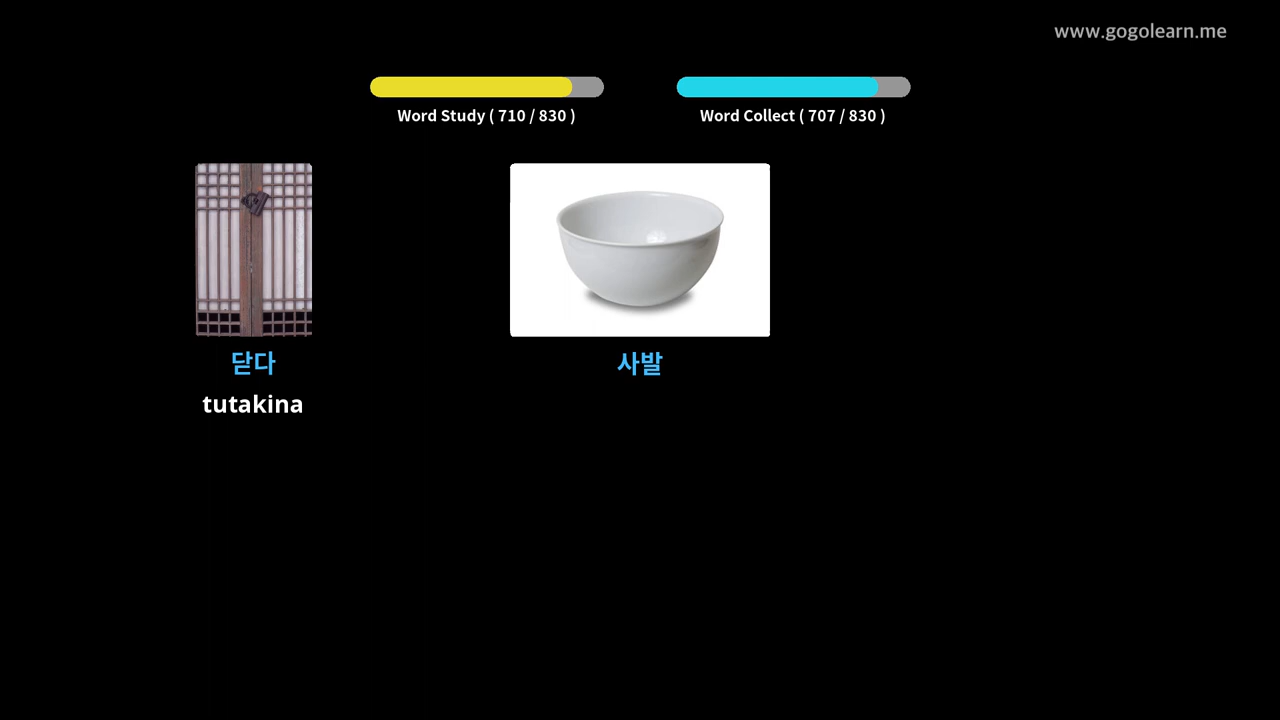 www.gogolearn.me
Word Study ( 710 / 830 )
Word Collect ( 707 / 830 )
닫다
사발
tutakina